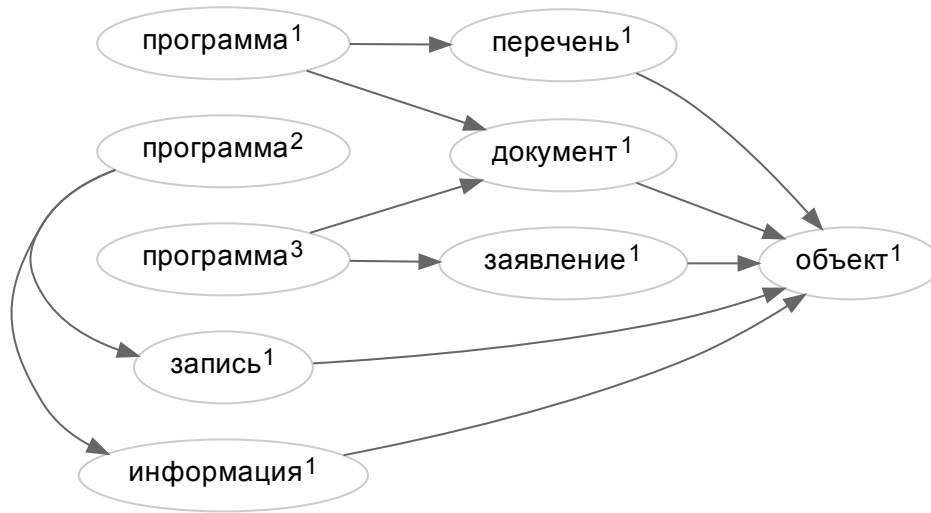 программа¹
перечень¹
программа²
документ¹
программа³
заявление¹
объект¹
запись¹
информация¹